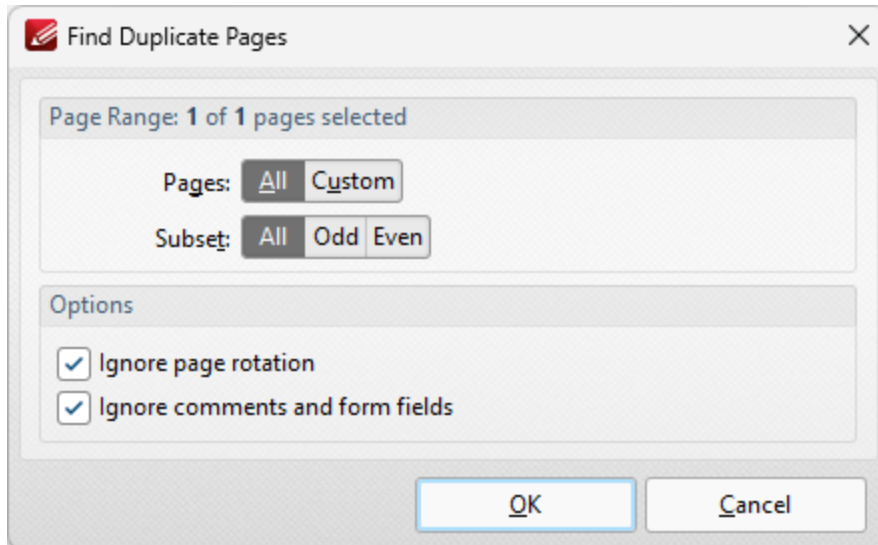 Find Duplicate Pages
Page Range: 1 of 1 pages selected
Pages: All Custom
Subset: All Odd Even
Options
Ignore page rotation
Ignore comments and form fields
OK Cancel